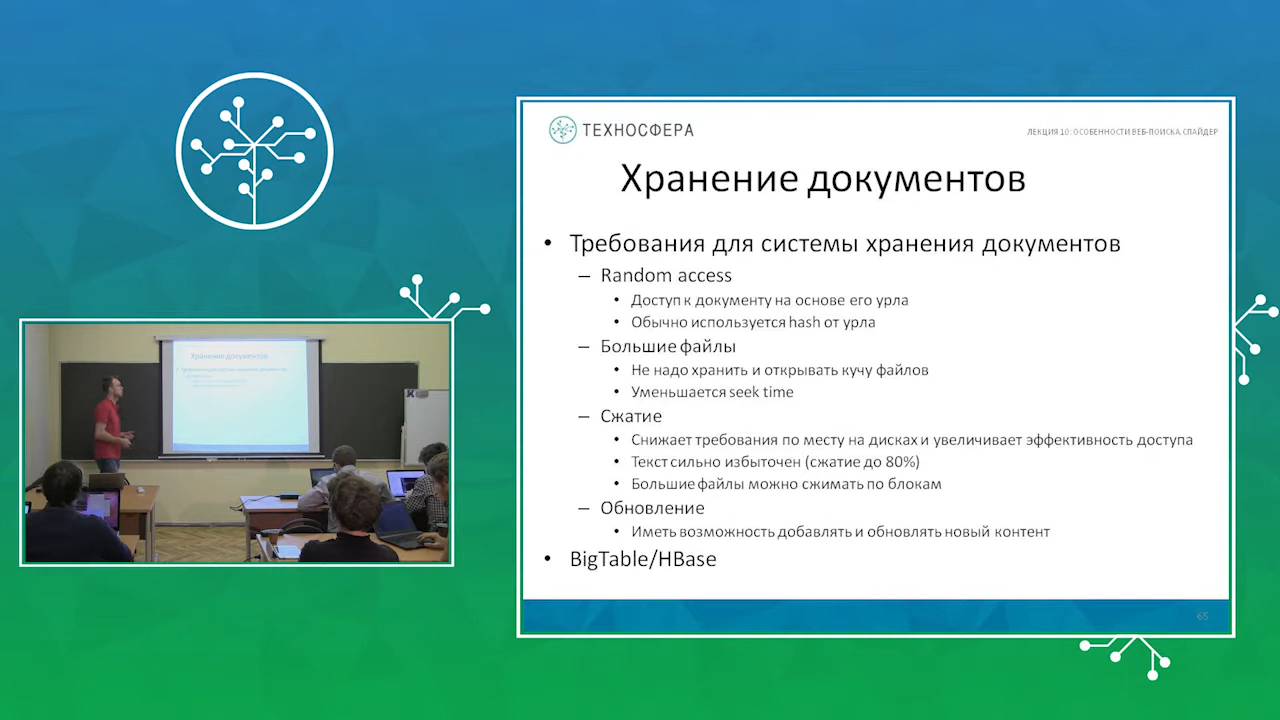 ТЕХНОСФЕРА
ЛЕКЦИЯ 10: ОСОБЕННОСТИ ВЕБ-ПОИСКА. СПАЙДЕР
Хранение документов
• Требования для системы хранения документов
– Random access
• Доступ к документу на основе его урла
• Обычно используется hash от урла
– Большие файлы
• Не надо хранить и открывать кучу файлов
• Уменьшается seek time
– Сжатие
• Снижает требования по месту на дисках и увеличивает эффективность доступа
• Текст сильно избыточен (сжатие до 80%)
• Большие файлы можно сжимать по блокам
– Обновление
• Иметь возможность добавлять и обновлять новый контент
• BigTable/HBase
65
Хранение документов